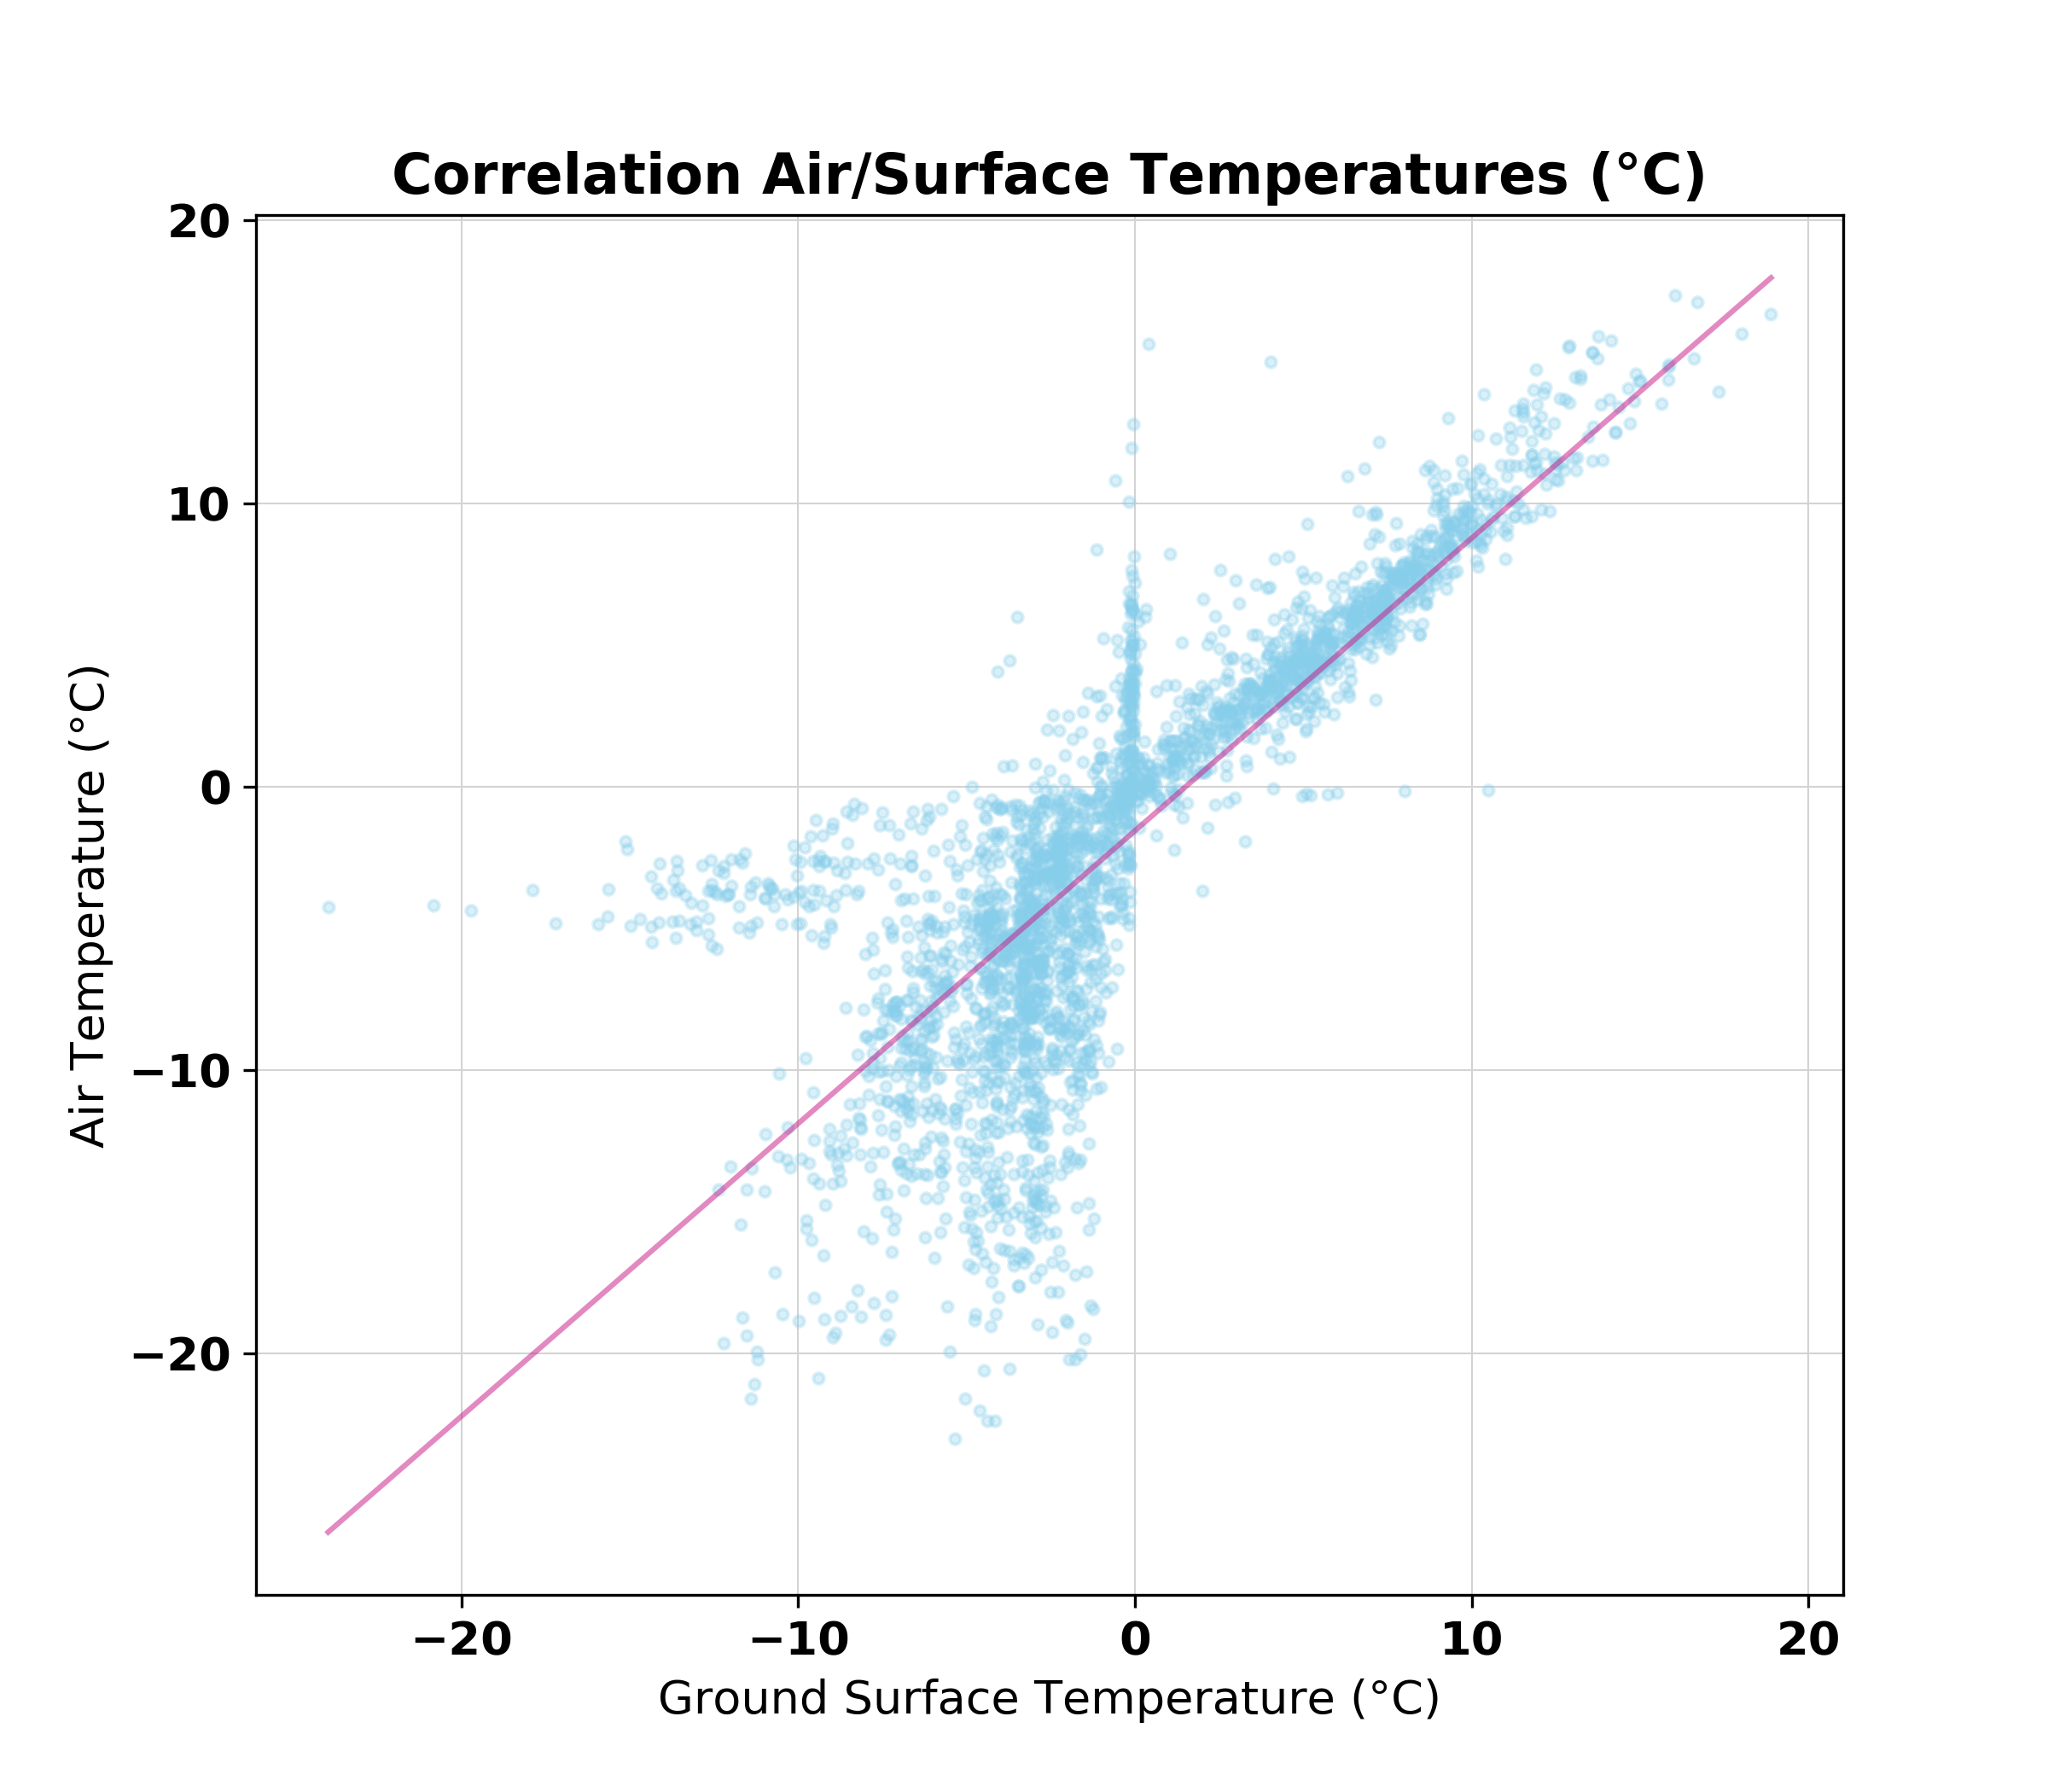 Correlation Air/Surface Temperatures (°C)
20
10
0
−10
−20
Air Temperature (°C)
−20 −10 0 10 20
Ground Surface Temperature (°C)